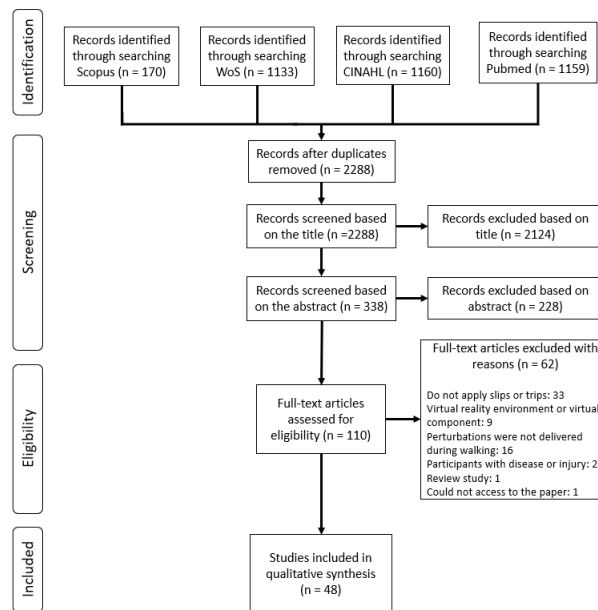 Identification
Records identified
through searching
Scopus (n = 170)
Records identified
through searching
WoS (n = 1133)
Records identified
through searching
CINAHL (n = 1160)
Records identified
through searching
Pubmed (n = 1159)
Screening
Records after duplicates
removed (n = 2288)
Records screened based
on the title (n =2288)
Records excluded based on
title (n = 2124)
Records screened based
on the abstract (n = 338)
Records excluded based on
abstract (n = 228)
Eligibility
Full-text articles
assessed for
eligibility (n = 110)
Full-text articles excluded with
reasons (n = 62)
Do not apply slips or trips: 33
Virtual reality environment or virtual
component: 9
Perturbations were not delivered
during walking: 16
Participants with disease or injury: 2
Review study: 1
Could not access to the paper: 1
Included
Studies included in
qualitative synthesis
(n = 48)